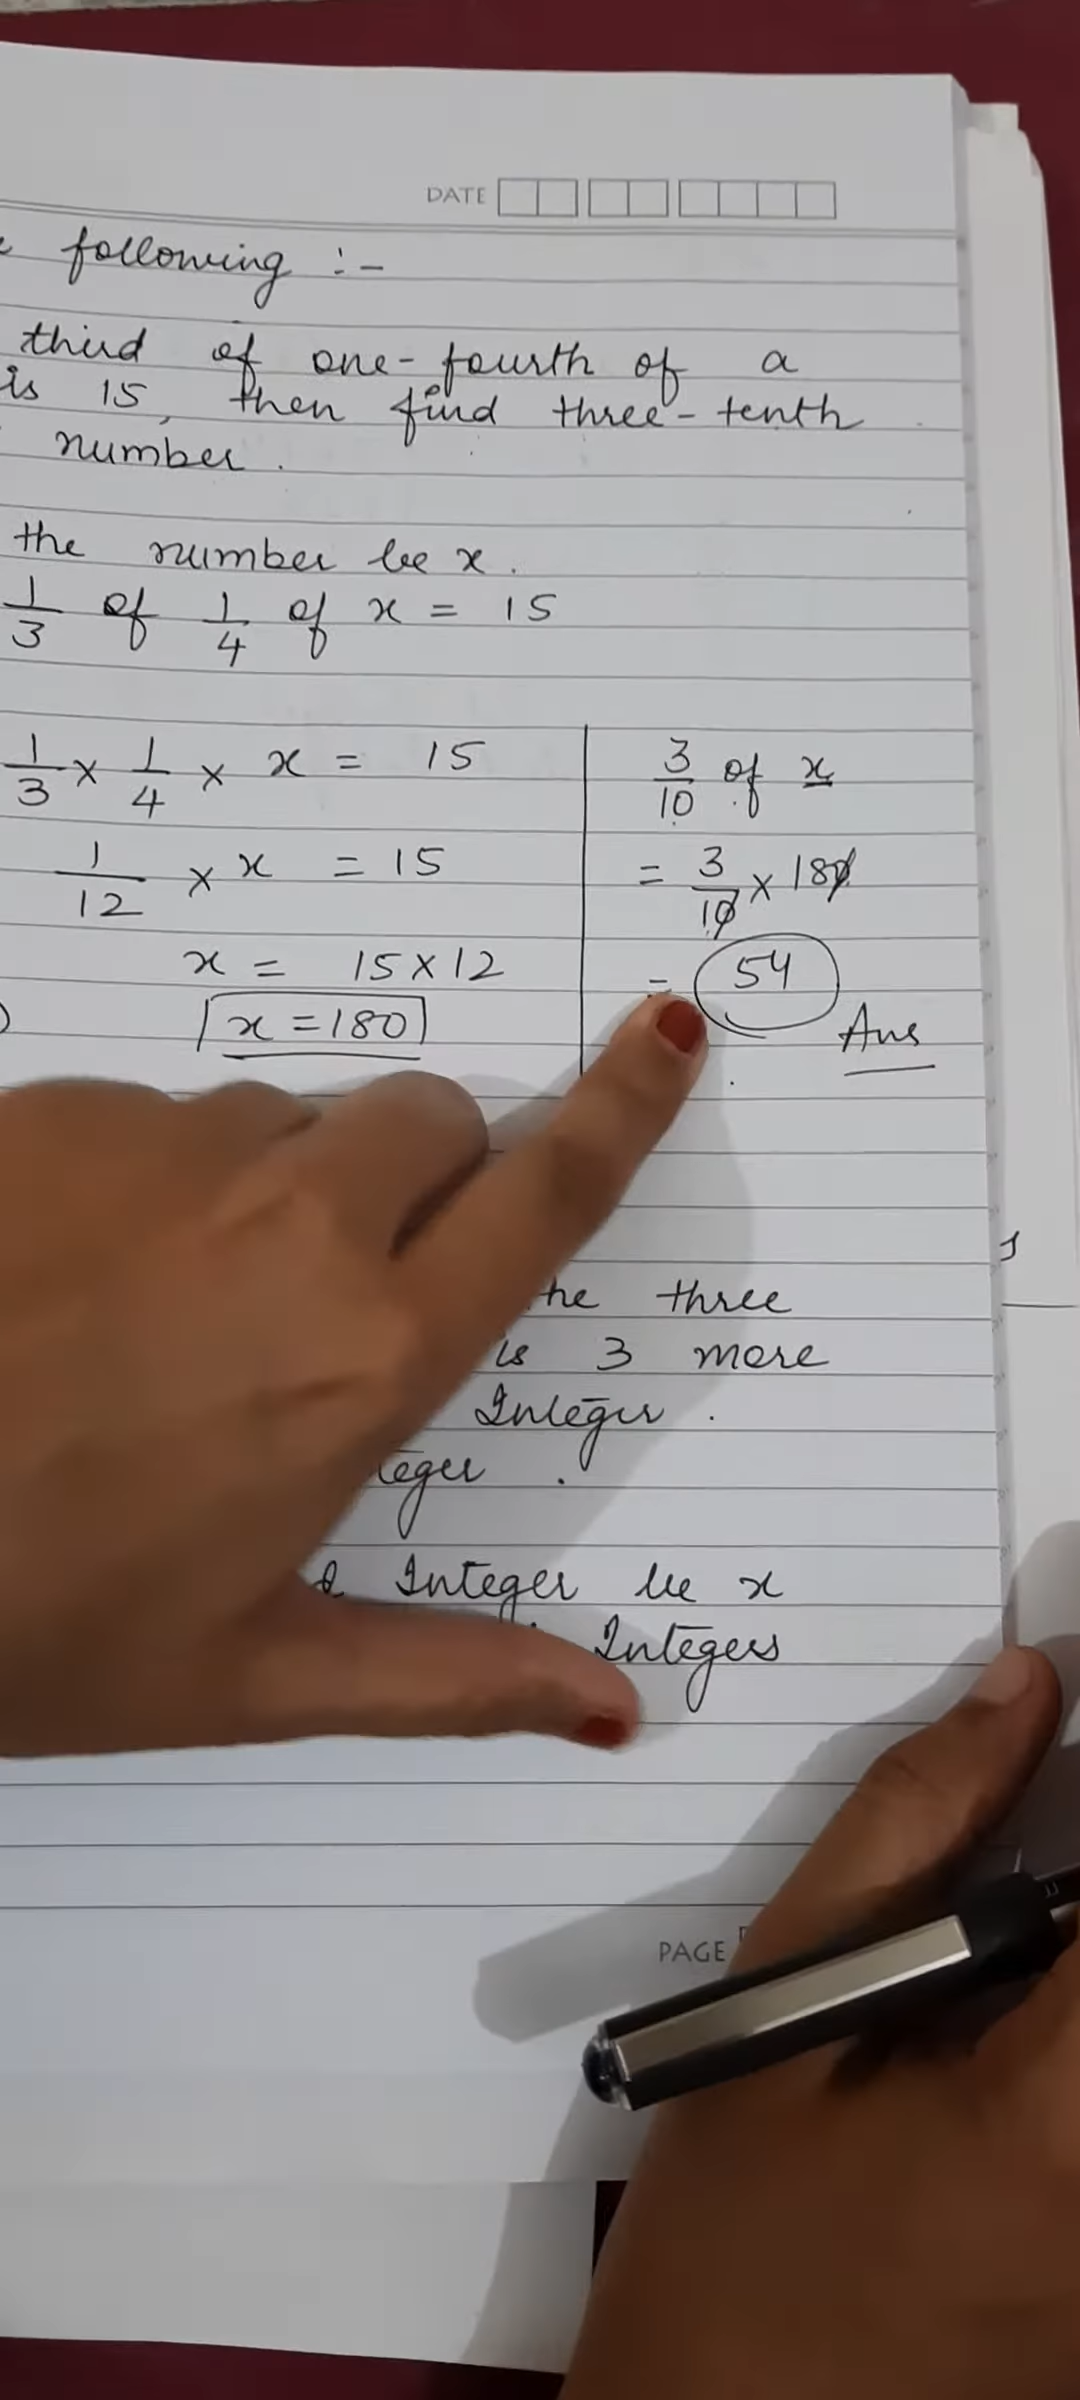 DATE
following :-
third of one-fourth of a
is 15, then find three-tenth
number.
the number be x.
1/3 of 1/4 of x = 15
1/3 × 1/4 × x = 15
1/12 × x = 15
x = 15×12
x = 180
3/10 of x
= 3/10 × 180
= 54
Ans
the three
is 3 more
Integer.
Integer be x
Integers
PAGE